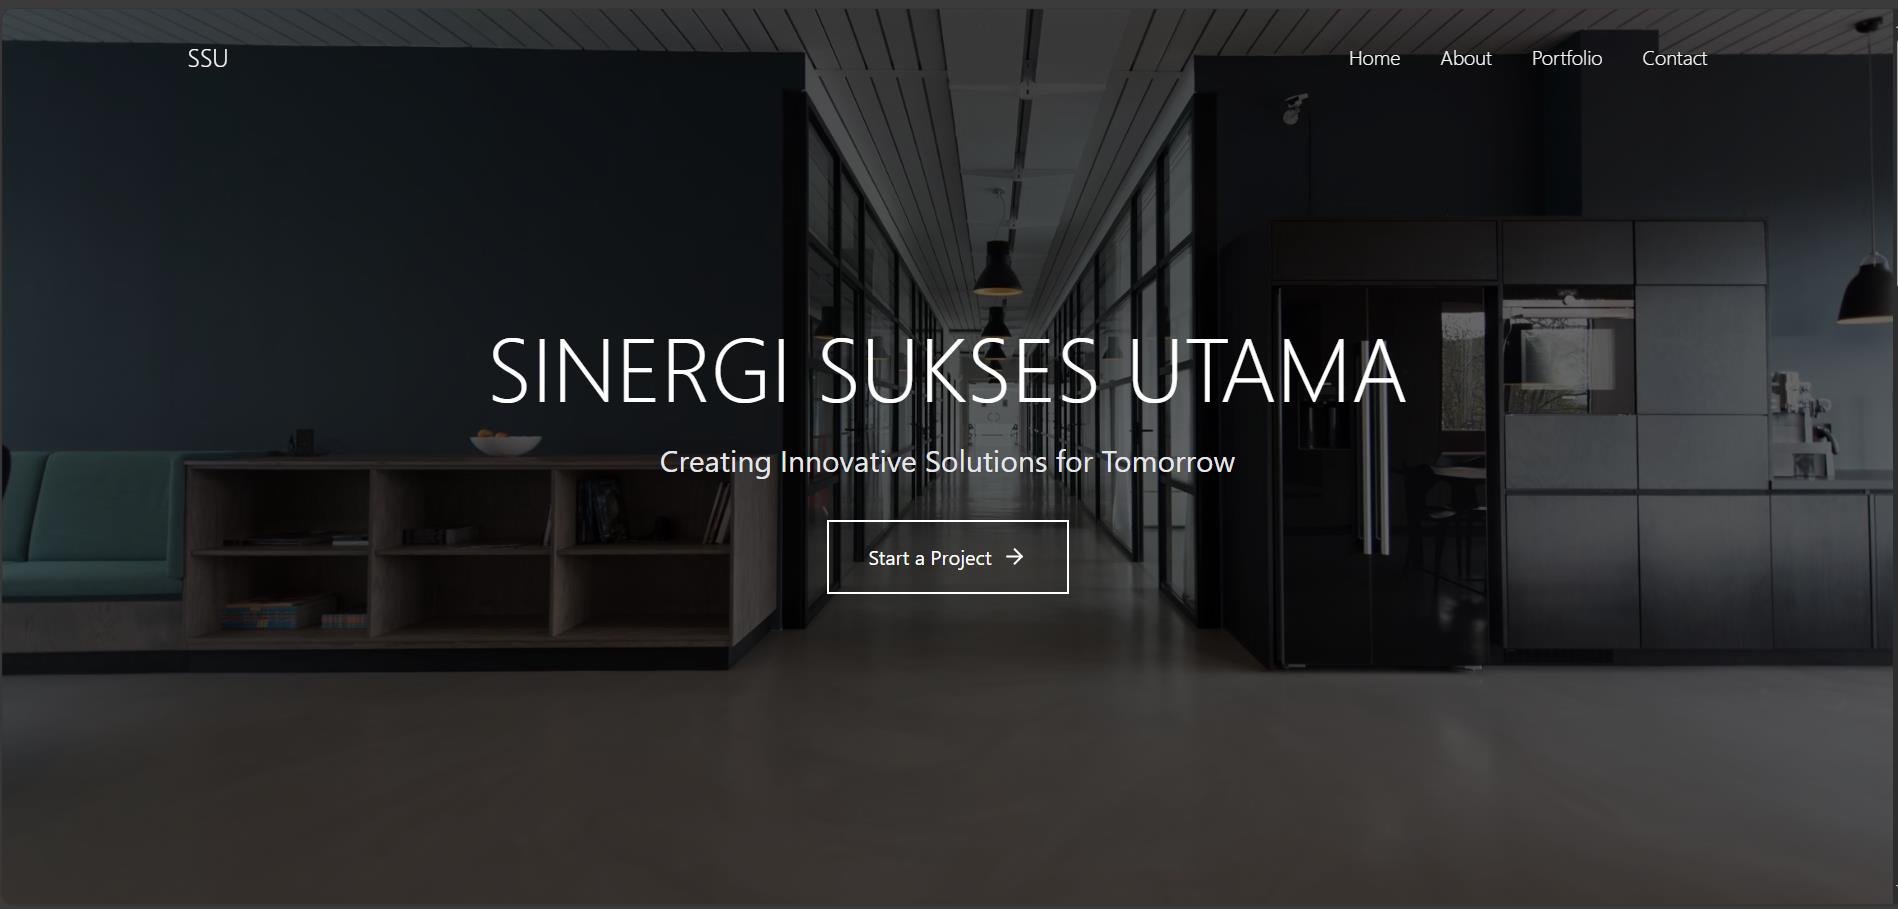 SSU
Home About Portfolio Contact
SINERGI SUKSES UTAMA
Creating Innovative Solutions for Tomorrow
Start a Project →